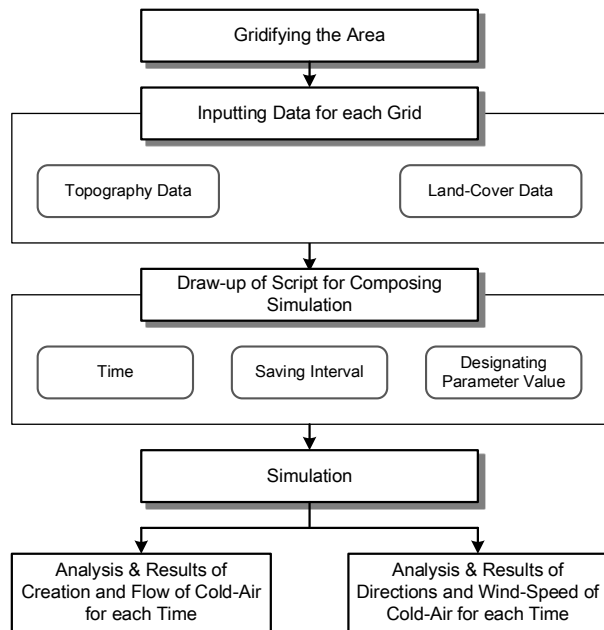 Gridifying the Area
Inputting Data for each Grid
Topography Data
Land-Cover Data
Draw-up of Script for Composing
Simulation
Time
Saving Interval
Designating
Parameter Value
Simulation
Analysis & Results of
Creation and Flow of Cold-Air
for each Time
Analysis & Results of
Directions and Wind-Speed of
Cold-Air for each Time